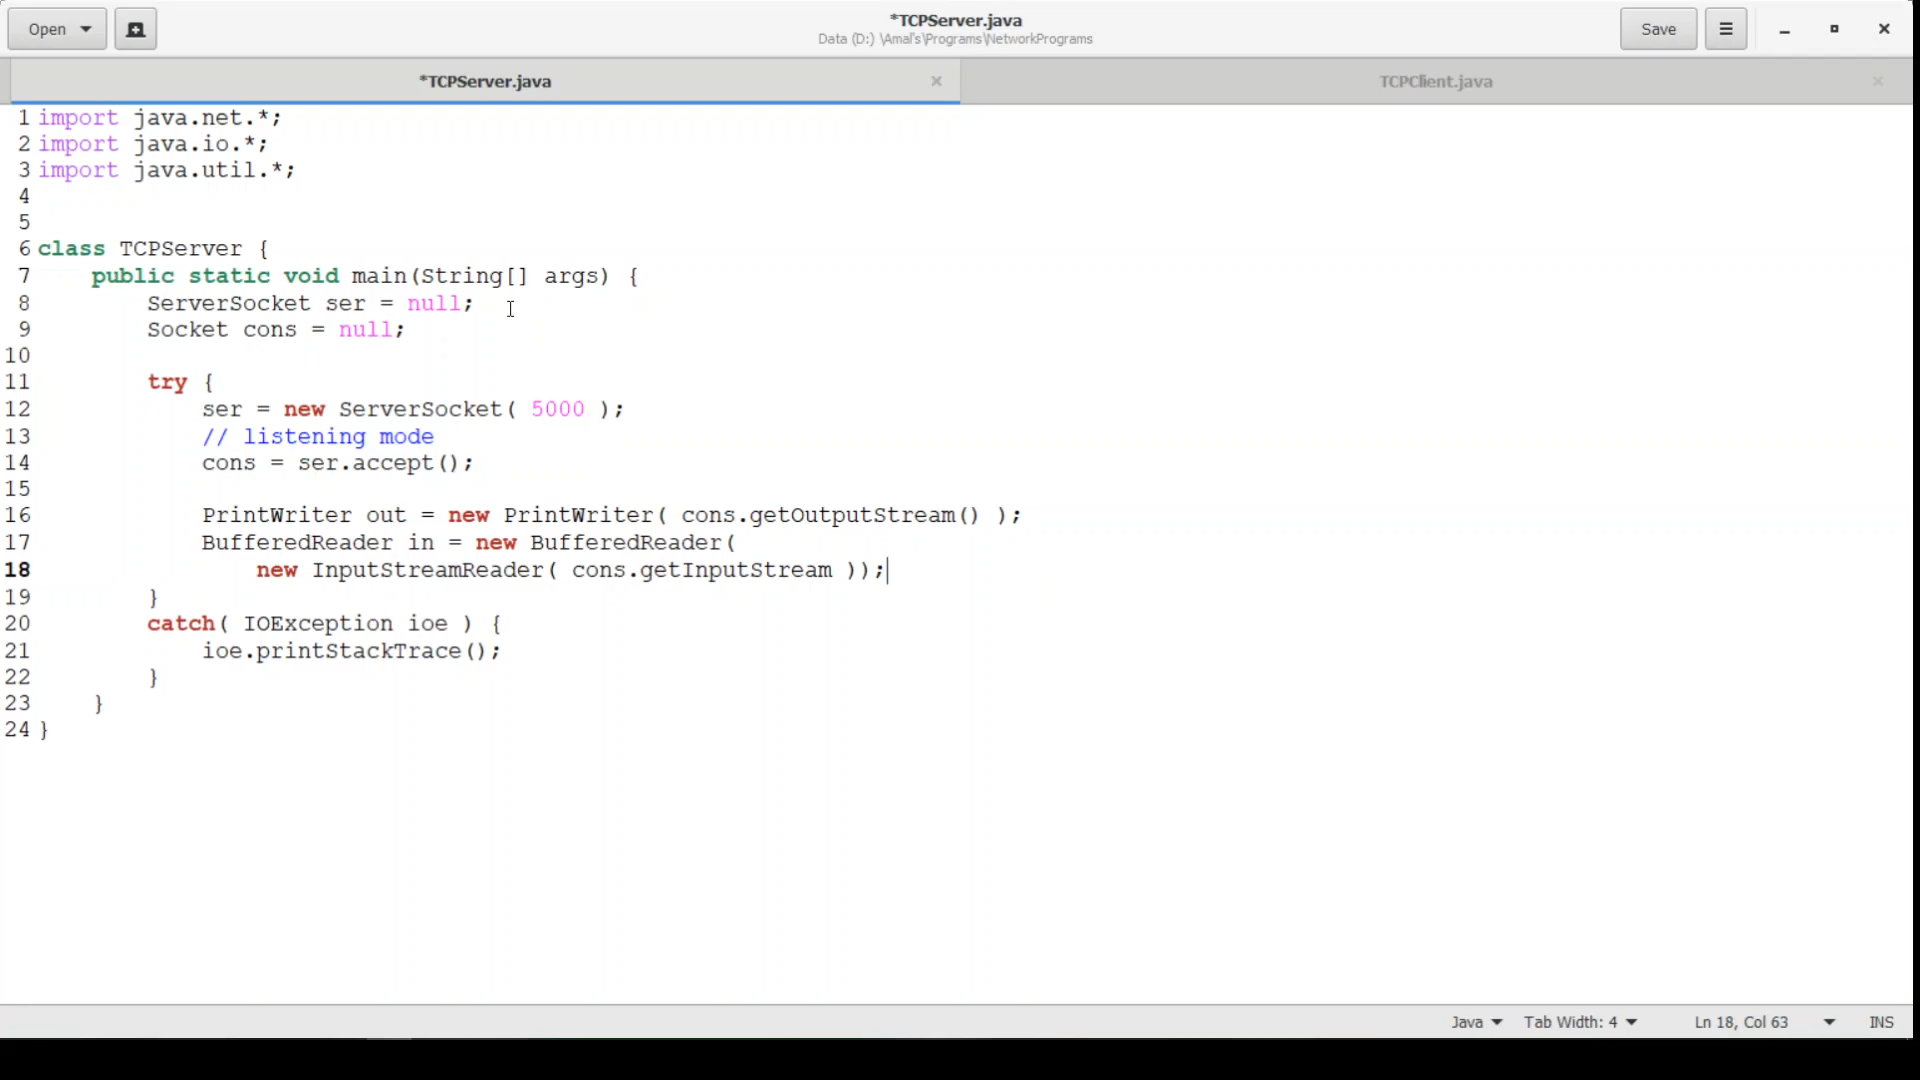 Open
*TCPServer.java
Data (D:) \Amal's\Programs\NetworkPrograms
Save
*TCPServer.java
TCPClient.java
1 import java.net.*;
2 import java.io.*;
3 import java.util.*;
4
5
6 class TCPServer {
7 public static void main(String[] args) {
8 ServerSocket ser = null;
9 Socket cons = null;
10
11 try {
12 ser = new ServerSocket( 5000 );
13 // listening mode
14 cons = ser.accept();
15
16 PrintWriter out = new PrintWriter( cons.getOutputStream() );
17 BufferedReader in = new BufferedReader(
18 new InputStreamReader( cons.getInputStream ));
19 }
20 catch( IOException ioe ) {
21 ioe.printStackTrace();
22 }
23 }
24 }
Java Tab Width: 4 Ln 18, Col 63 INS